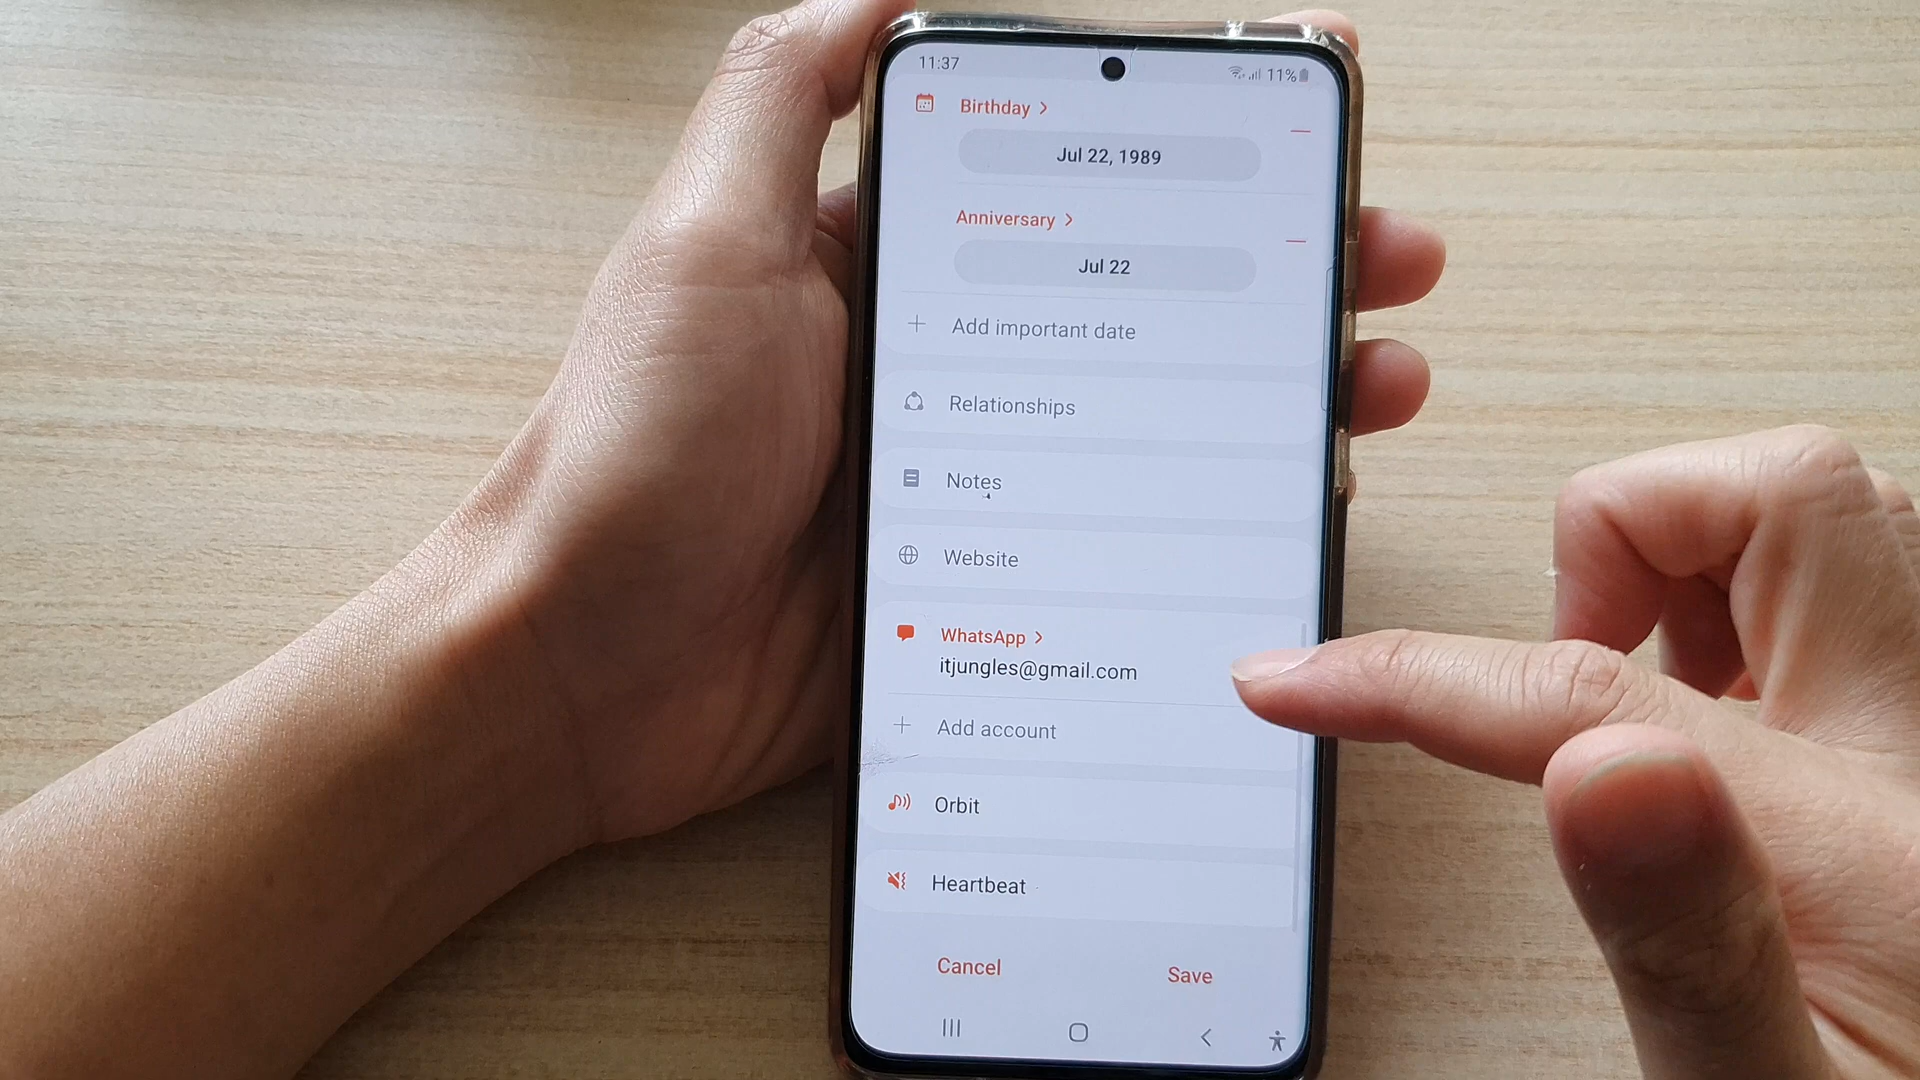 11:37
11%
Birthday >
Jul 22, 1989
Anniversary >
Jul 22
Add important date
Relationships
Notes
Website
WhatsApp >
itjungles@gmail.com
Add account
Orbit
Heartbeat
Cancel
Save